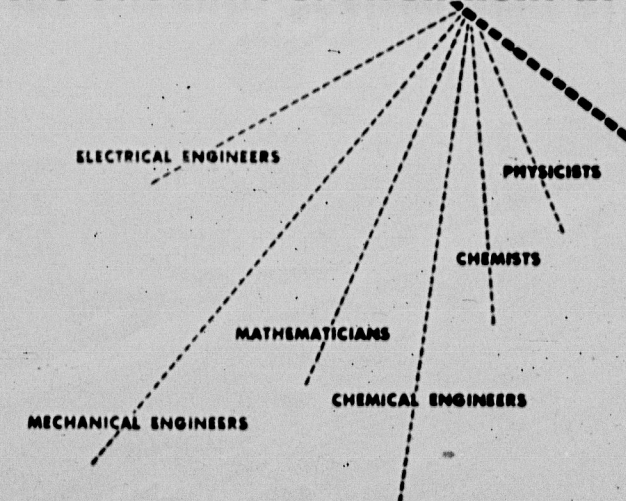 ELECTRICAL ENGINEERS
PHYSICISTS
CHEMISTS
MATHEMATICIANS
CHEMICAL ENGINEERS
MECHANICAL ENGINEERS